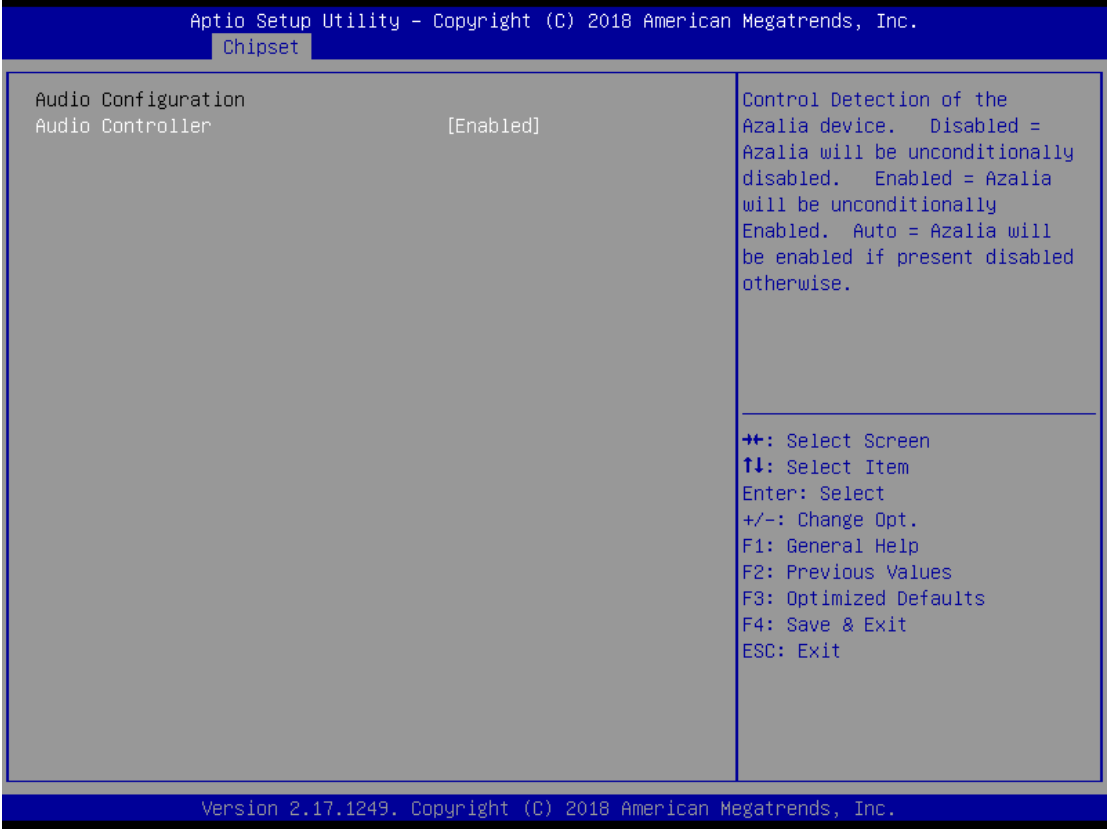 Aptio Setup Utility – Copyright (C) 2018 American Megatrends, Inc.
Chipset
Audio Configuration
Audio Controller [Enabled]
Control Detection of the
Azalia device. Disabled =
Azalia will be unconditionally
disabled. Enabled = Azalia
will be unconditionally
Enabled. Auto = Azalia will
be enabled if present disabled
otherwise.
→←: Select Screen
↑↓: Select Item
Enter: Select
+/-: Change Opt.
F1: General Help
F2: Previous Values
F3: Optimized Defaults
F4: Save & Exit
ESC: Exit
Version 2.17.1249. Copyright (C) 2018 American Megatrends, Inc.